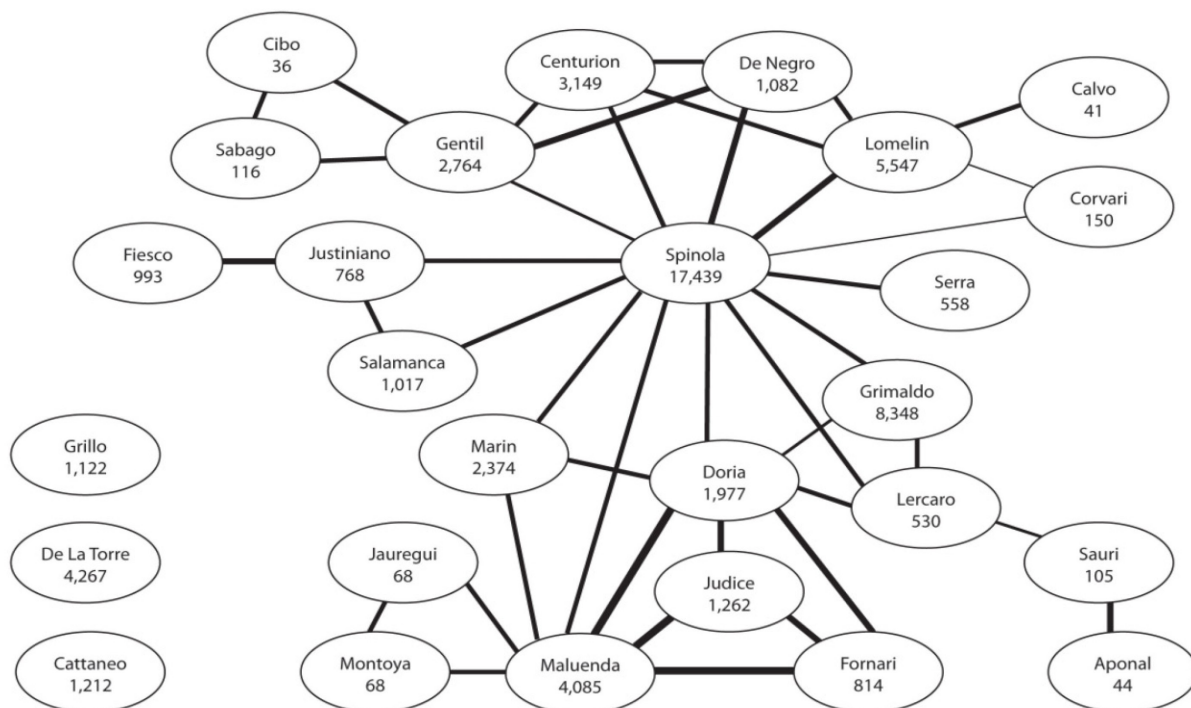 Cibo
36
Centurion
3,149
De Negro
1,082
Calvo
41
Sabago
116
Gentil
2,764
Lomelin
5,547
Corvari
150
Fiesco
993
Justiniano
768
Spinola
17,439
Serra
558
Salamanca
1,017
Grimaldo
8,348
Grillo
1,122
Marin
2,374
Doria
1,977
Lercaro
530
De La Torre
4,267
Jauregui
68
Judice
1,262
Sauri
105
Cattaneo
1,212
Montoya
68
Maluenda
4,085
Fornari
814
Aponal
44